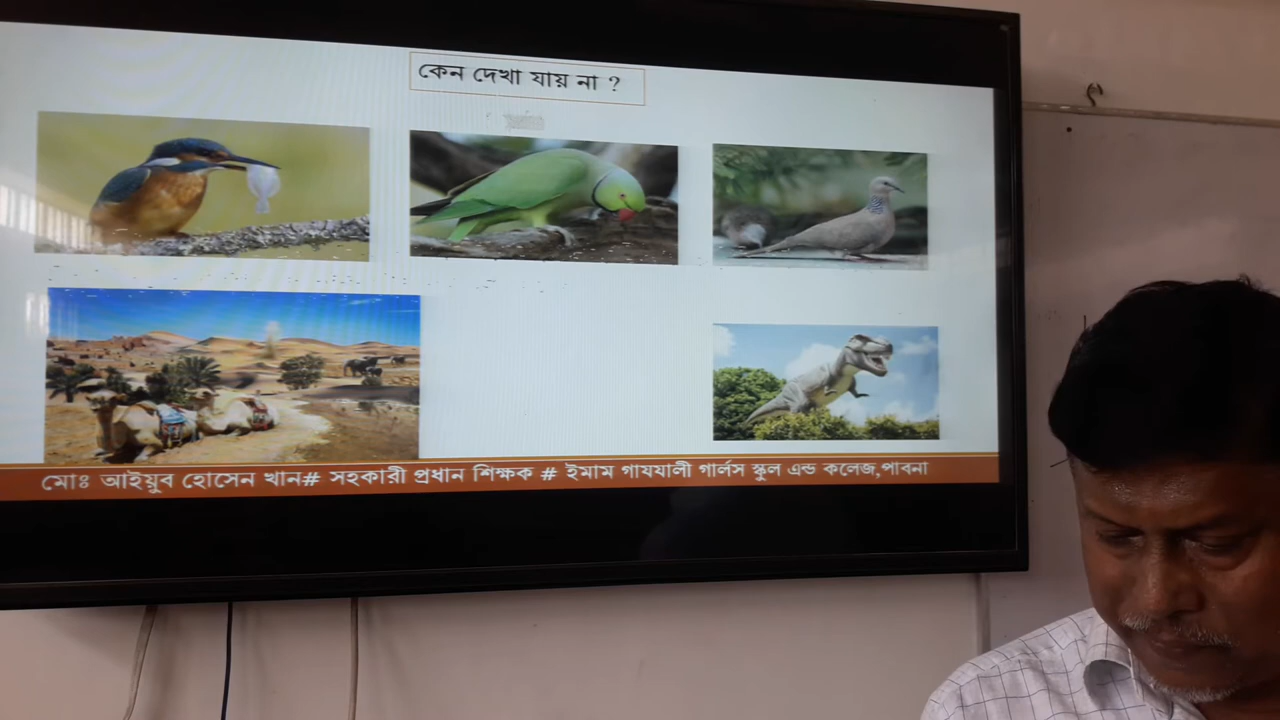 কেন দেখা যায় না ?
মোঃ আইয়ুব হোসেন খান# সহকারী প্রধান শিক্ষক # ইমাম গাযযালী গার্লস স্কুল এন্ড কলেজ,পাবনা